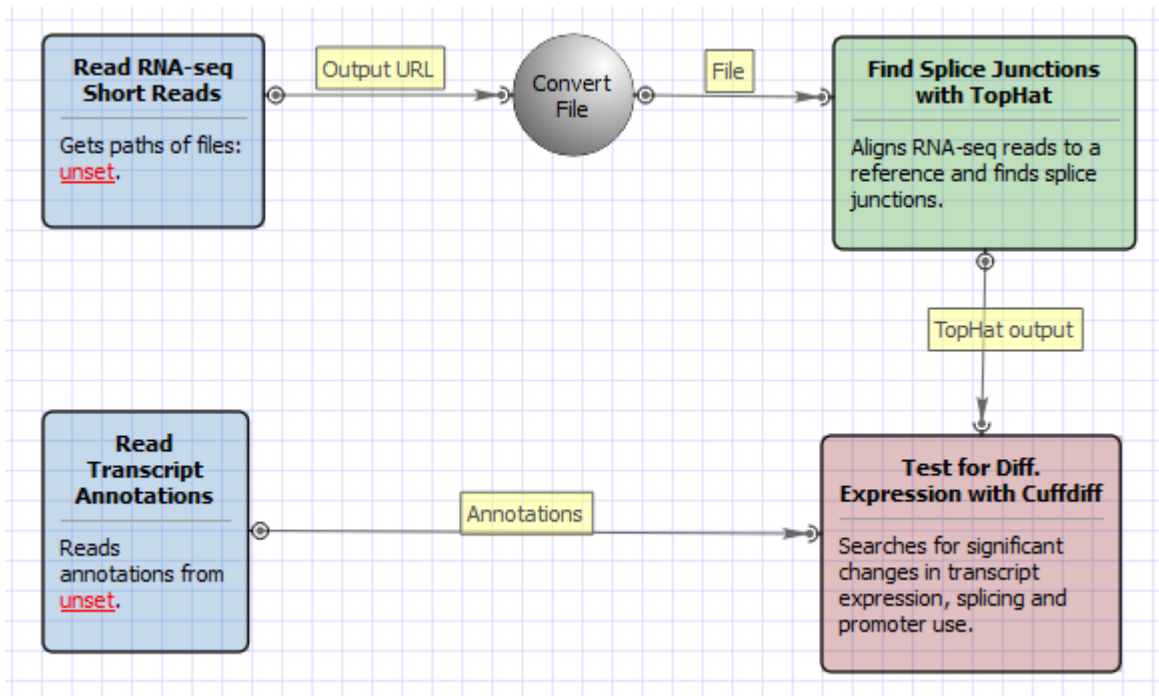 Read RNA-seq
Short Reads
Gets paths of files:
unset.
Output URL
Convert
File
File
Find Splice Junctions
with TopHat
Aligns RNA-seq reads to a
reference and finds splice
junctions.
TopHat output
Read
Transcript
Annotations
Reads
annotations from
unset.
Annotations
Test for Diff.
Expression with Cuffdiff
Searches for significant
changes in transcript
expression, splicing and
promoter use.